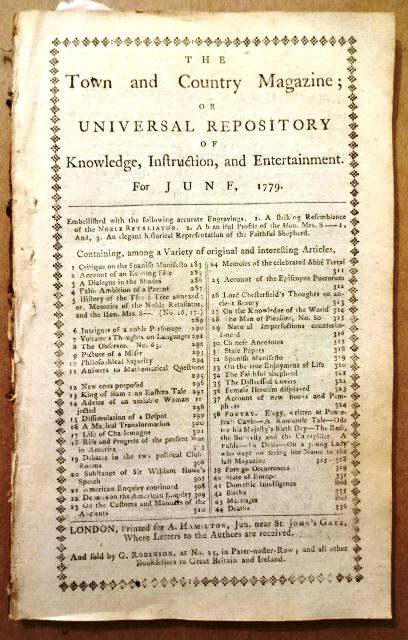 THE
Town and Country Magazine;
OR
UNIVERSAL REPOSITORY
OF
Knowledge, Instruction, and Entertainment.
For JUNE, 1779.
Embellished with the following accurate Engravings. 1. A striking Resemblance
of the NOBLE RETALIATOR. 2. A beautiful Profile of the Hon. Mrs. S——t.
And, 3. An elegant historical Representation of the Faithful Shepherd.
Containing, among a Variety of original and interesting Articles,
1 Critique on the Spanish Manifesto 283
2 Account of an Evening Fête 285
3 A Dialogue in the Shades 286
4 False Ambition of a Parent 287
5 History of the Tête à Tête annexed;
or, Memoirs of the Noble Retaliator,
and the Hon. Mrs. S—. (No. 16, 17.)
289
6 Intrigues of a noble Personage 290
7 Voltaire's Thoughts on Languages 291
8 The Observer. No. 63. 292
9 Picture of a Miser 293
10 Philosophical Sagacity 294
11 Answers to Mathematical Questions
295
12 New ones proposed 296
13 King of Siam: an Eastern Tale 297
14 Advice of an amiable Woman re-
jected 298
15 Dissimulation of a Despot 299
16 A Magical Transformation 300
17 Life of Charlemagne 301
18 Rise and Progress of the present War
in America
19 Debates in the two political Club-
Rooms 306
20 Substance of Sir William Howe's
Speech 307
21 American Enquiry continued 308
22 Debates on the American Enquiry 309
23 On the Customs and Manners of the
Ancients 310
24 Memoirs of the celebrated Abbé Terrai
311
25 Account of the Episcopus Puerorum
312
26 Lord Chesterfield's Thoughts on an-
cient Beauty 313
27 On the Knowledge of the World 314
28 The Man of Pleasure, No. 80 315
29 Natural Imperfections counterba-
lanced 316
30 Chinese Anecdotes 317
31 State Papers 318
32 Spanish Manifesto 319
33 On the true Enjoyment of Life 320
34 The Faithful Shepherd 321
35 The Distressed Lovers 322
36 Female Heroism displayed 323
37 Account of new Books and Pam-
phlets 324
38 POETRY. Elegy, written at Ponte-
fract Castle—A Romantic Tale—Ode
for his Majesty's Birth Day—The Rose,
the Butterfly and the Caterpillar. A
Fable—To Delia—On a young Lady
who went on seeing her Name in the
last Magazine 325—328
39 Foreign Occurrences 329
40 State of Europe
41 Domestic Intelligence ibid
42 Births 331
43 Marriages ibid
44 Deaths 332
LONDON, Printed for A. HAMILTON, Jun. near St. JOHN'S GATE,
Where Letters to the Authors are received.
And sold by G. ROBINSON, at No. 25, in Pater-noster-Row; and all other
Booksellers in Great Britain and Ireland.